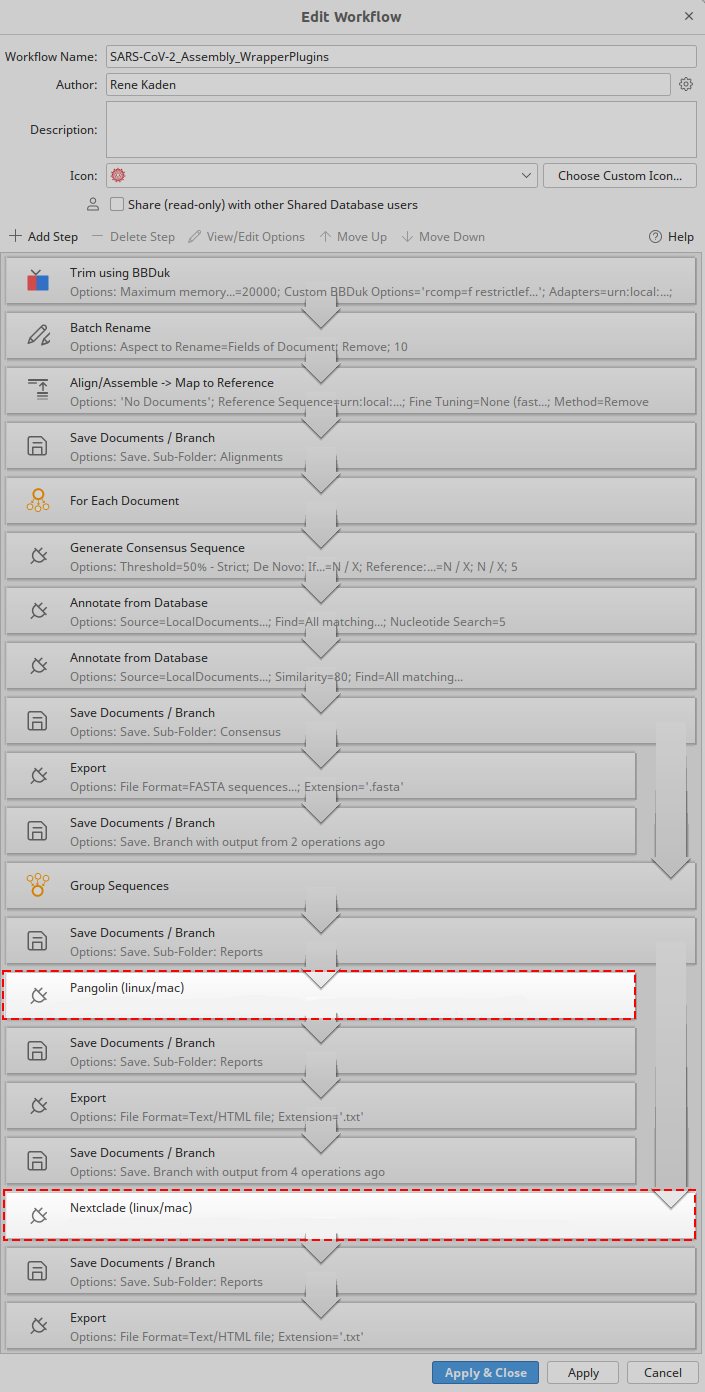 Edit Workflow
Workflow Name: SARS-CoV-2_Assembly_WrapperPlugins
Author: Rene Kaden
Description:
Icon: Choose Custom Icon...
Share (read-only) with other Shared Database users
Add Step Delete Step View/Edit Options Move Up Move Down Help
Trim using BBDuk
Options: Maximum memory...=20000; Custom BBDuk Options='rcomp=f restrictlef...'; Adapters=urn:local:...;
Batch Rename
Options: Aspect to Rename=Fields of Document; Remove; 10
Align/Assemble -> Map to Reference
Options: 'No Documents'; Reference Sequence=urn:local:...; Fine Tuning=None (fast...; Method=Remove
Save Documents / Branch
Options: Save. Sub-Folder: Alignments
For Each Document
Generate Consensus Sequence
Options: Threshold=50% - Strict; De Novo: If...=N / X; Reference:...=N / X; N / X; 5
Annotate from Database
Options: Source=LocalDocuments...; Find=All matching...; Nucleotide Search=5
Annotate from Database
Options: Source=LocalDocuments...; Similarity=80; Find=All matching...
Save Documents / Branch
Options: Save. Sub-Folder: Consensus
Export
Options: File Format=FASTA sequences...; Extension='.fasta'
Save Documents / Branch
Options: Save. Branch with output from 2 operations ago
Group Sequences
Save Documents / Branch
Options: Save. Sub-Folder: Reports
Pangolin (linux/mac)
Save Documents / Branch
Options: Save. Sub-Folder: Reports
Export
Options: File Format=Text/HTML file; Extension='.txt'
Save Documents / Branch
Options: Save. Branch with output from 4 operations ago
Nextclade (linux/mac)
Save Documents / Branch
Options: Save. Sub-Folder: Reports
Export
Options: File Format=Text/HTML file; Extension='.txt'
Apply & Close Apply Cancel